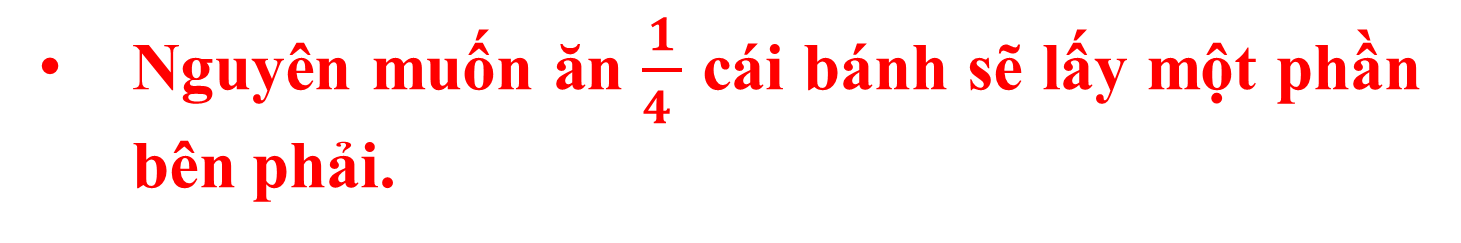 • Nguyên muốn ăn 1/4 cái bánh sẽ lấy một phần
bên phải.